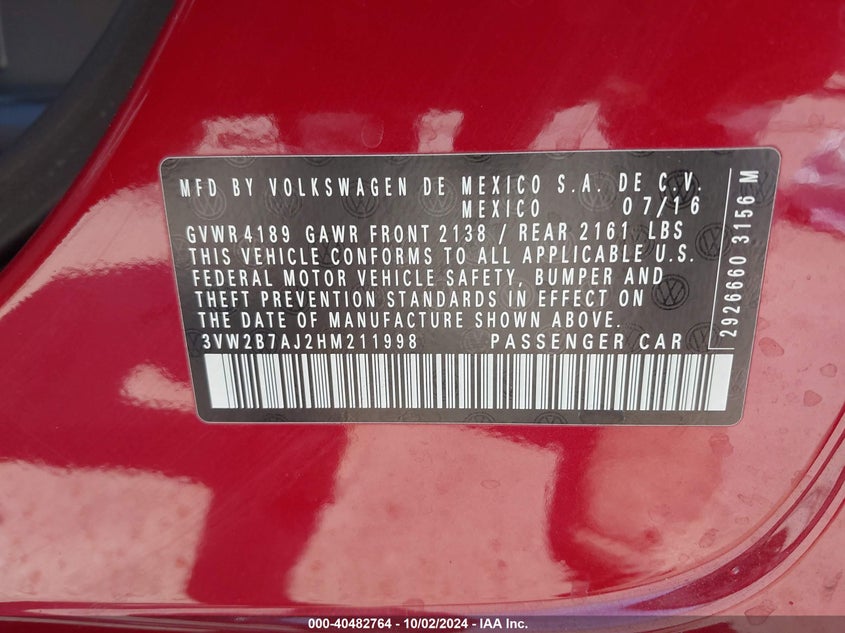 MFD BY VOLKSWAGEN DE MEXICO S.A. DE C.V.
MEXICO 07/16
GVWR 4189 GAWR FRONT 2138 / REAR 2161 LBS
THIS VEHICLE CONFORMS TO ALL APPLICABLE U.S.
FEDERAL MOTOR VEHICLE SAFETY, BUMPER AND
THEFT PREVENTION STANDARDS IN EFFECT ON
THE DATE OF MANUFACTURE SHOWN ABOVE.
3VW2B7AJ2HM211998 PASSENGER CAR
2926660 3156 M
000-40482764 - 10/02/2024 - IAA Inc.